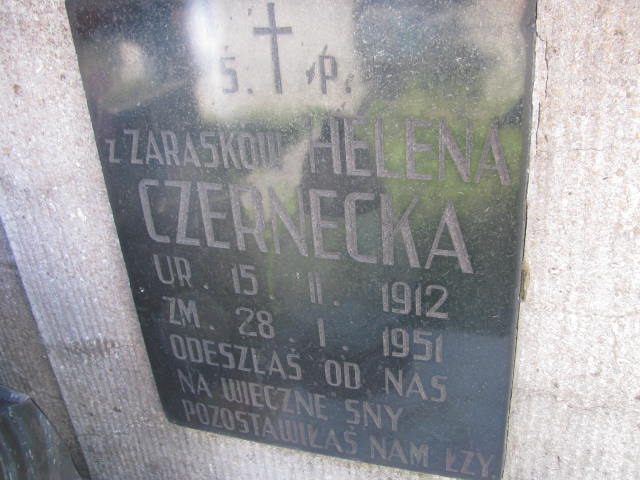 Ś. P.
Z ZARASKÓW HELENA
CZERNECKA
UR. 15. II. 1912
ZM. 28. I. 1951
ODESZŁAŚ OD NAS
NA WIECZNE SNY
POZOSTAWIŁAŚ NAM ŁZY.